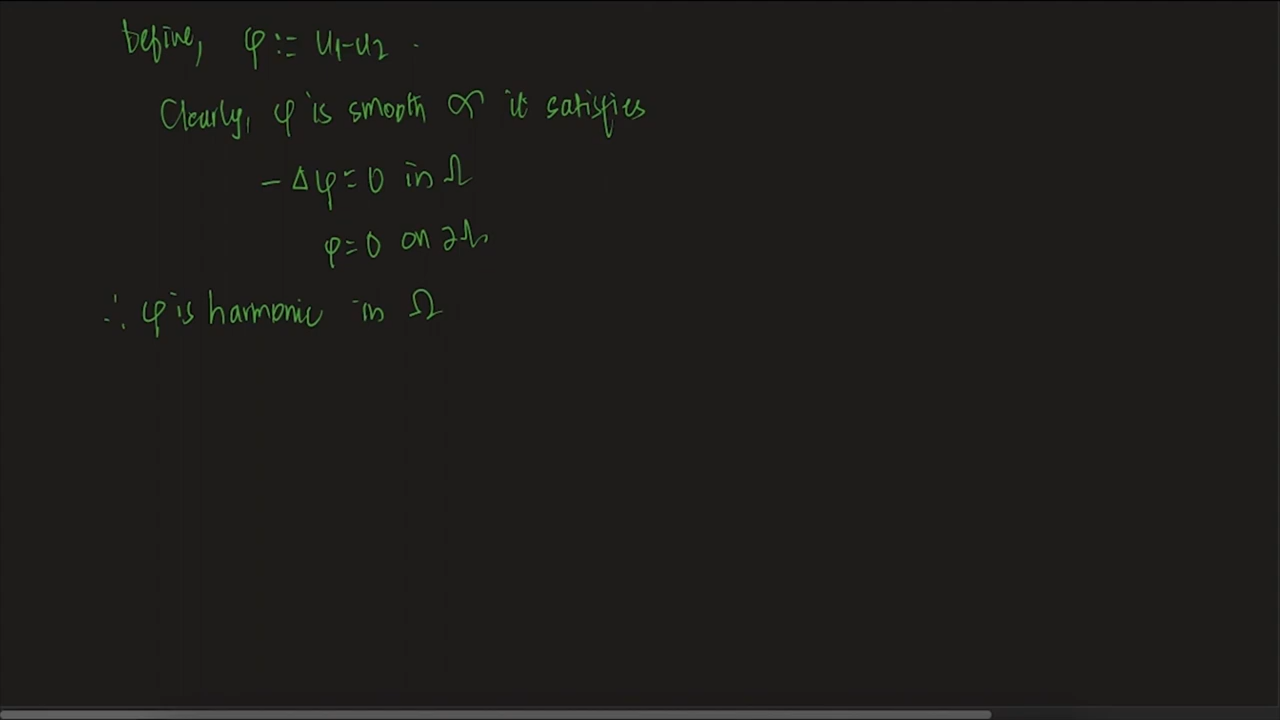 Define, φ := u1-u2 .
Clearly, φ is smooth & it satisfies
-Δφ=0 in Ω
φ=0 on ∂Ω
∴ φ is harmonic in Ω